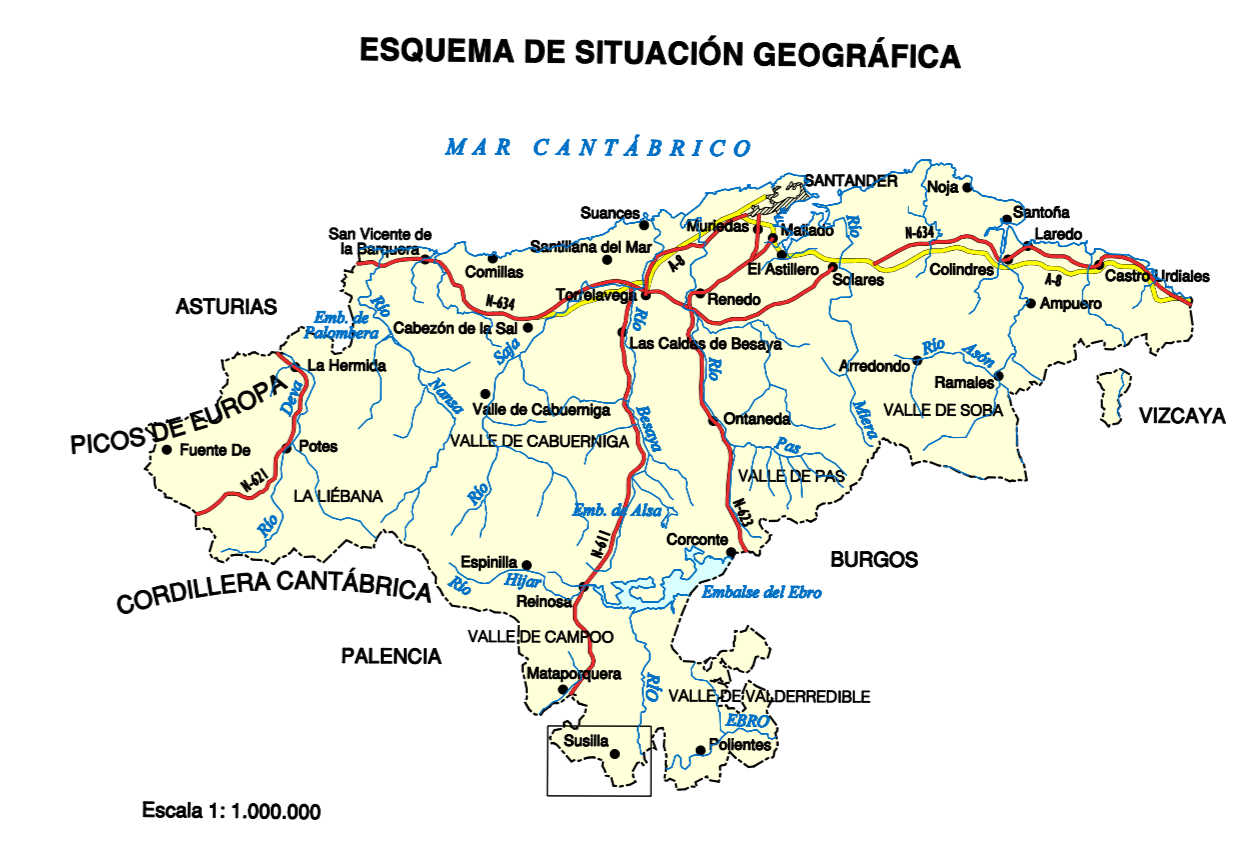 ESQUEMA DE SITUACIÓN GEOGRÁFICA
MAR CANTÁBRICO
SANTANDER
Noja
Suances
Santoña
Muriedas
Maliado
Río
N-634
Laredo
San Vicente de
la Barquera
Santillana del Mar
Comillas
A-8
El Astillero
Solares
Colindres
A-8
Castro Urdiales
ASTURIAS
Río
N-634
Torrelavega
Renedo
Ampuero
Emb. de
Palombera
Cabezón de la Sal
Río
Las Caldas de Besaya
Saja
Río
Arredondo
Río
Asón
La Hermida
Ramales
PICOS DE EUROPA
Deva
Nansa
Valle de Cabuerniga
Besaya
Ontaneda
Miera
VALLE DE SOBA
VIZCAYA
Fuente De
Potes
VALLE DE CABUERNIGA
Pas
VALLE DE PAS
N-621
LA LIÉBANA
Río
Río
Emb. de Alsa
N-623
N-611
Corconte
BURGOS
Espinilla
CORDILLERA CANTÁBRICA
Río
Hijar
Reinosa
Embalse del Ebro
VALLE DE CAMPOO
PALENCIA
Mataporquera
RÍO
VALLE DE VALDERREDIBLE
EBRO
Susilla
Polientes
Escala 1: 1.000.000